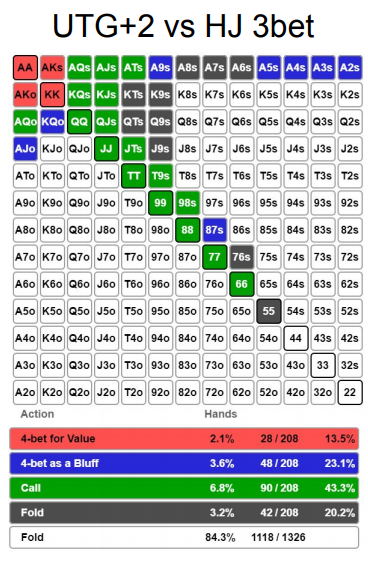 UTG+2 vs HJ 3bet
AA AKs AQs AJs ATs A9s A8s A7s A6s A5s A4s A3s A2s
AKo KK KQs KJs KTs K9s K8s K7s K6s K5s K4s K3s K2s
AQo KQo QQ QJs QTs Q9s Q8s Q7s Q6s Q5s Q4s Q3s Q2s
AJo KJo QJo JJ JTs J9s J8s J7s J6s J5s J4s J3s J2s
ATo KTo QTo JTo TT T9s T8s T7s T6s T5s T4s T3s T2s
A9o K9o Q9o J9o T9o 99 98s 97s 96s 95s 94s 93s 92s
A8o K8o Q8o J8o T8o 98o 88 87s 86s 85s 84s 83s 82s
A7o K7o Q7o J7o T7o 97o 87o 77 76s 75s 74s 73s 72s
A6o K6o Q6o J6o T6o 96o 86o 76o 66 65s 64s 63s 62s
A5o K5o Q5o J5o T5o 95o 85o 75o 65o 55 54s 53s 52s
A4o K4o Q4o J4o T4o 94o 84o 74o 64o 54o 44 43s 42s
A3o K3o Q3o J3o T3o 93o 83o 73o 63o 53o 43o 33 32s
A2o K2o Q2o J2o T2o 92o 82o 72o 62o 52o 42o 32o 22
Action Hands
4-bet for Value 2.1% 28 / 208 13.5%
4-bet as a Bluff 3.6% 48 / 208 23.1%
Call 6.8% 90 / 208 43.3%
Fold 3.2% 42 / 208 20.2%
Fold 84.3% 1118 / 1326